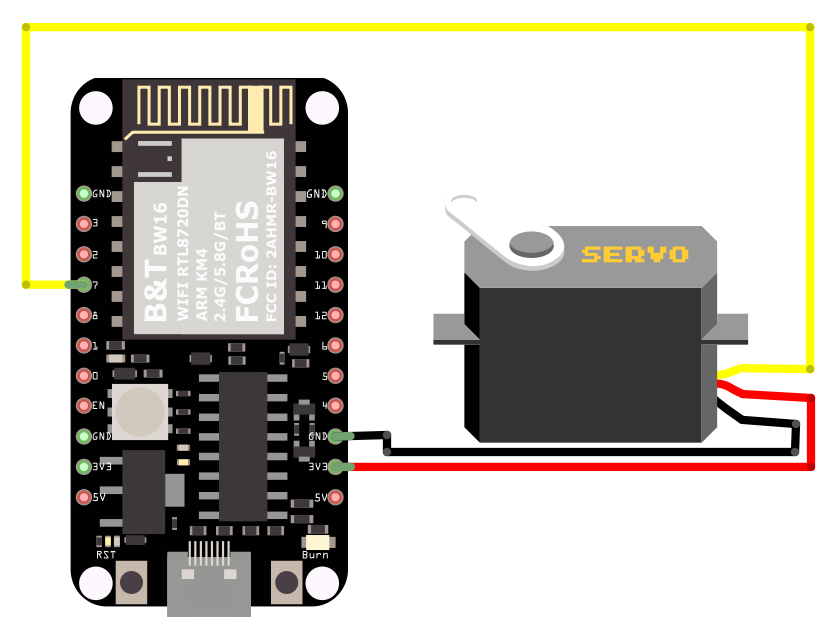 GND
3
2
7
8
1
0
EN
GND
3V3
5V
RST
B&T BW16
WIFI RTL8720DN
ARM KM4
2.4G/5.8G/BT
FCRoHS
FCC ID: 2AHMR-BW16
GND
9
10
11
12
6
5
4
GND
3V3
5V
Burn
SERVO